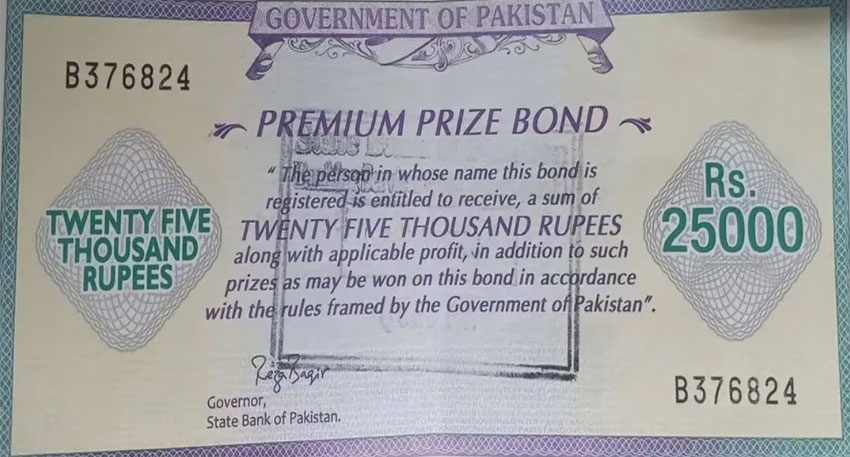 GOVERNMENT OF PAKISTAN
B376824
PREMIUM PRIZE BOND
" The person in whose name this bond is
registered is entitled to receive, a sum of
TWENTY FIVE THOUSAND RUPEES
along with applicable profit, in addition to such
prizes as may be won on this bond in accordance
with the rules framed by the Government of Pakistan".
TWENTY FIVE
THOUSAND
RUPEES
Rs.
25000
Reza Baqir
Governor,
State Bank of Pakistan.
B376824